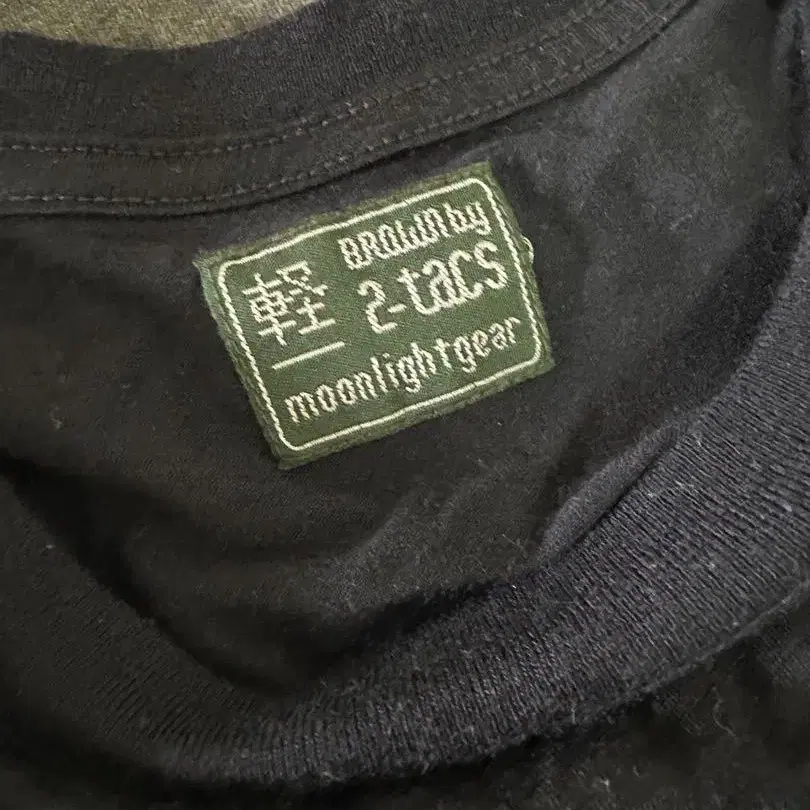 軽
BROWN by
2-tacs
moonlightgear